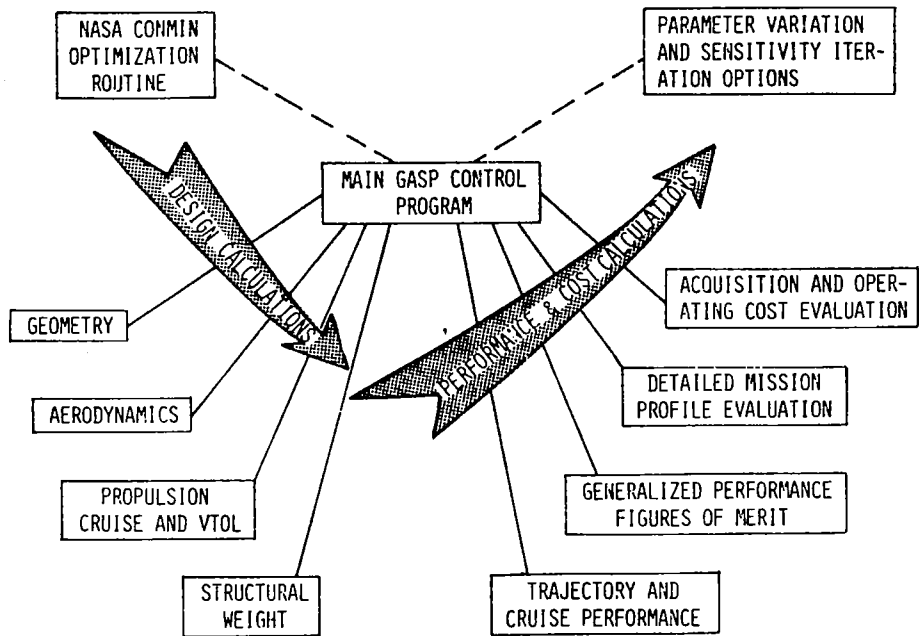 NASA CONMIN
OPTIMIZATION
ROUTINE
PARAMETER VARIATION
AND SENSITIVITY ITER-
ATION OPTIONS
MAIN GASP CONTROL
PROGRAM
DESIGN CALCULATIONS
PERFORMANCE & COST CALCULATIONS
GEOMETRY
AERODYNAMICS
PROPULSION
CRUISE AND VTOL
STRUCTURAL
WEIGHT
ACQUISITION AND OPER-
ATING COST EVALUATION
DETAILED MISSION
PROFILE EVALUATION
GENERALIZED PERFORMANCE
FIGURES OF MERIT
TRAJECTORY AND
CRUISE PERFORMANCE